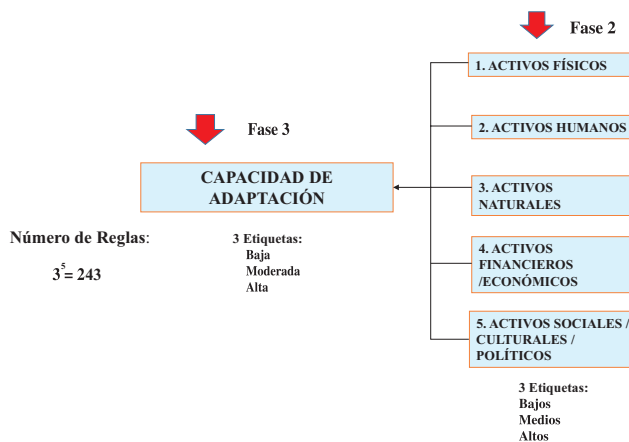 Fase 2
1. ACTIVOS FÍSICOS
2. ACTIVOS HUMANOS
3. ACTIVOS
NATURALES
4. ACTIVOS
FINANCIEROS
/ECONÓMICOS
5. ACTIVOS SOCIALES /
CULTURALES /
POLÍTICOS
3 Etiquetas:
Bajos
Medios
Altos
Fase 3
CAPACIDAD DE
ADAPTACIÓN
3 Etiquetas:
Baja
Moderada
Alta
Número de Reglas:
3⁵= 243